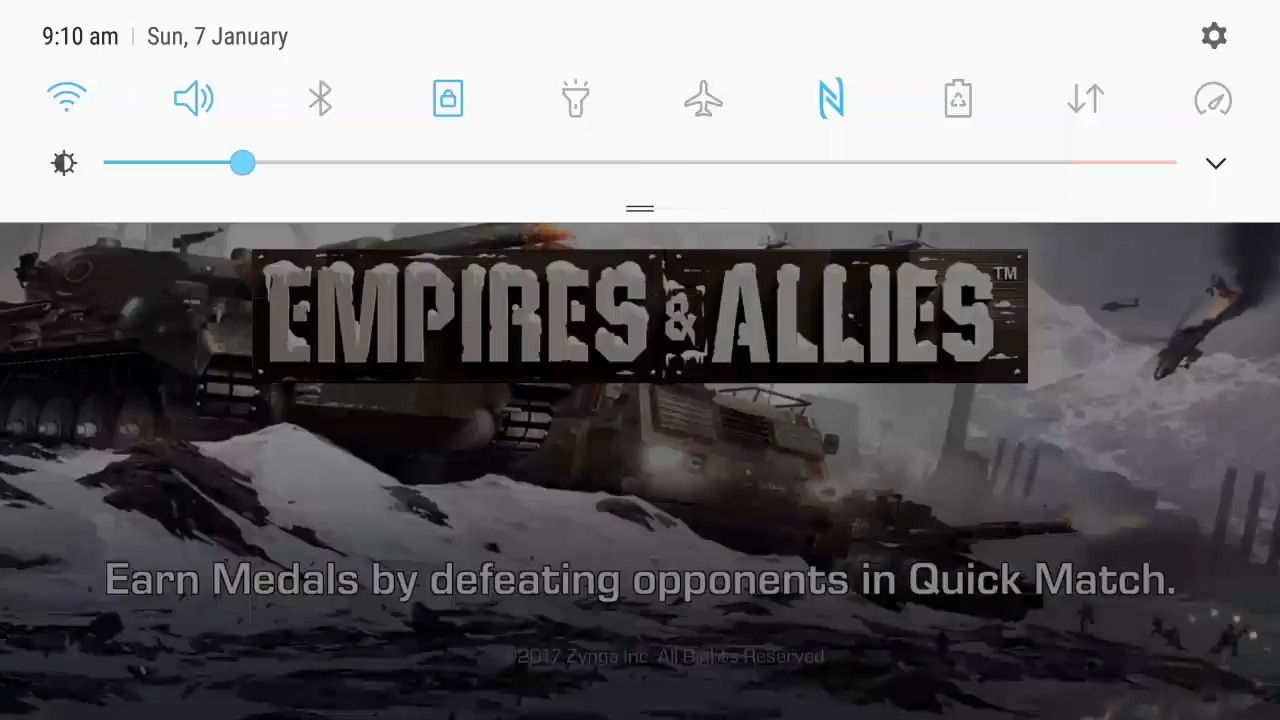 9:10 am | Sun, 7 January
EMPIRES & ALLIES™
Earn Medals by defeating opponents in Quick Match.
©2017 Zynga Inc. All Rights Reserved